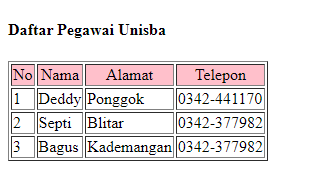 Daftar Pegawai Unisba
No Nama Alamat Telepon
1 Deddy Ponggok 0342-441170
2 Septi Blitar 0342-377982
3 Bagus Kademangan 0342-377982